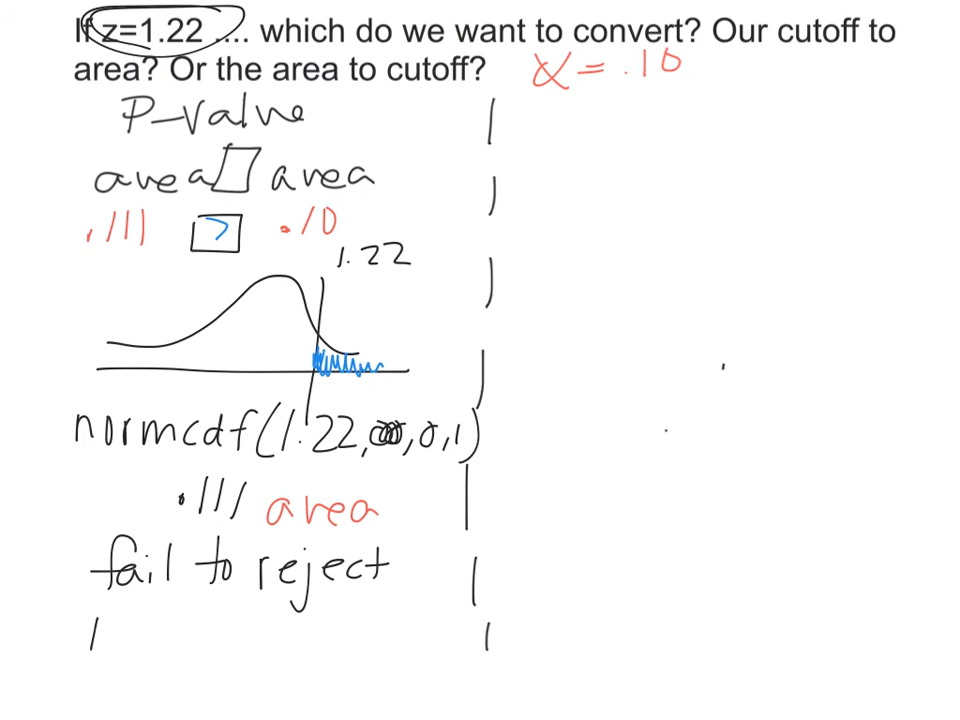 If z=1.22 .... which do we want to convert? Our cutoff to
area? Or the area to cutoff? α = .10
P-value
area area
.111 > .10
1.22
normcdf(1.22,∞,0,1)
.111 area
fail to reject